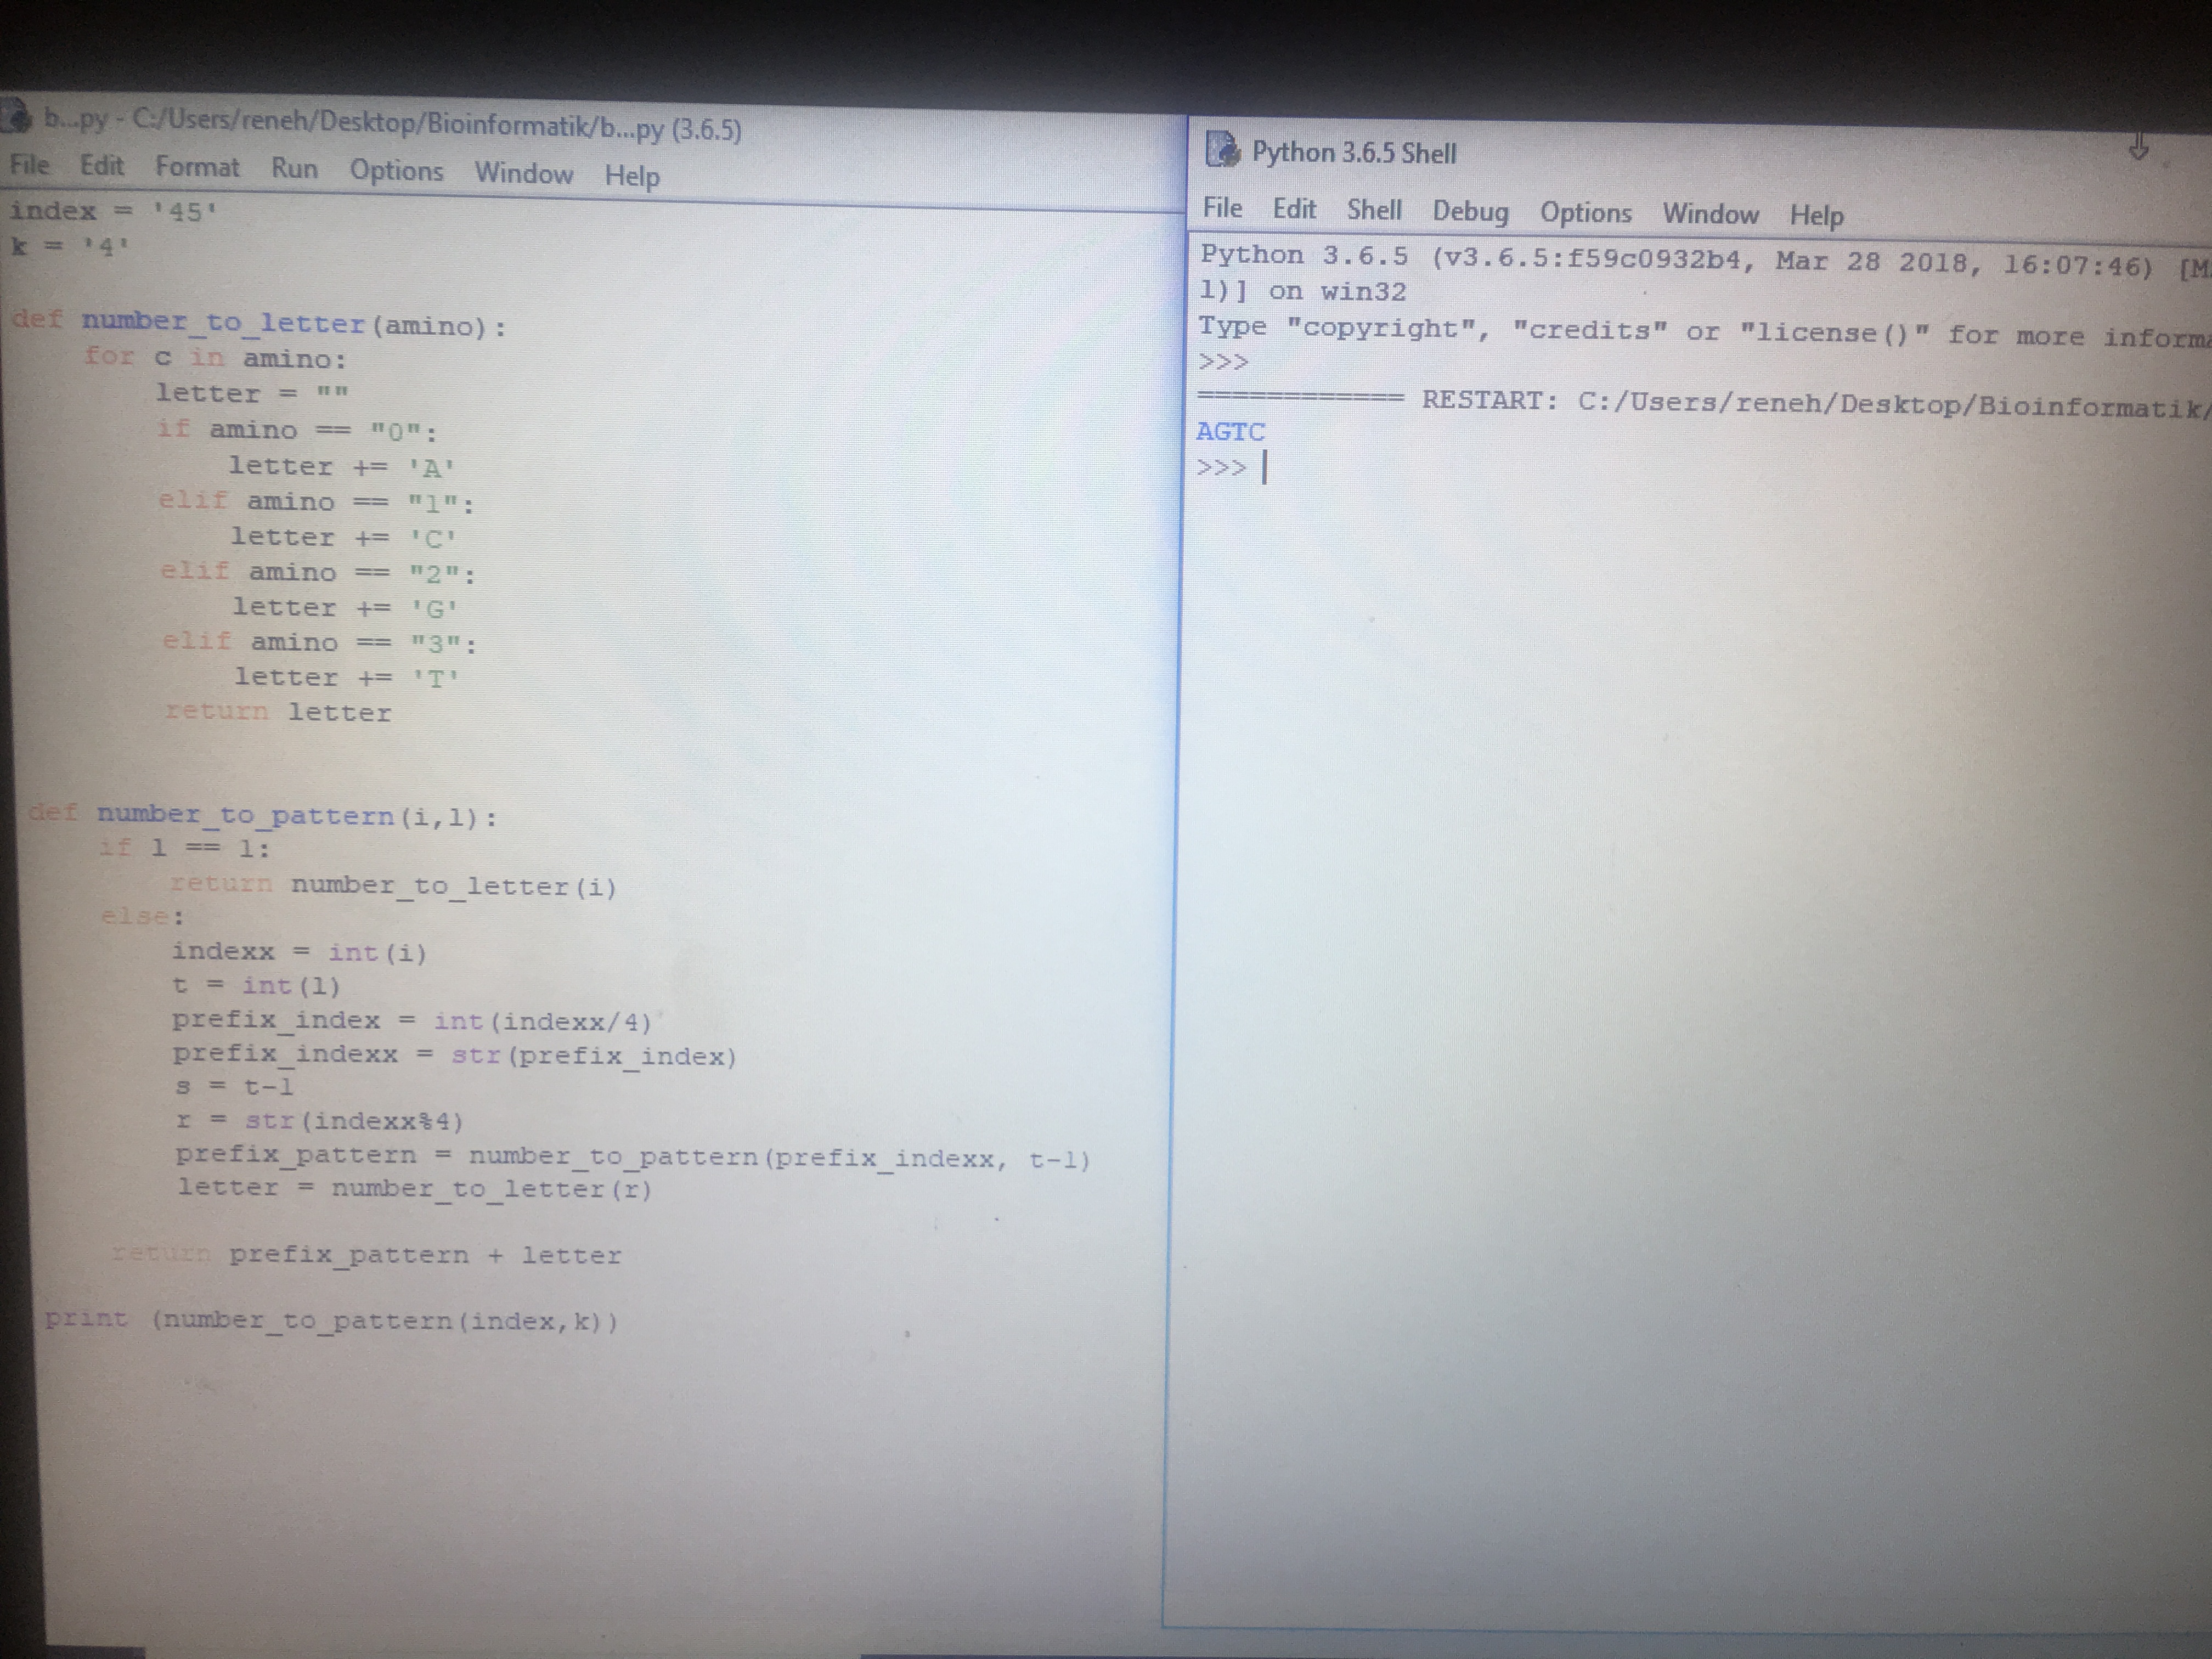 b...py - C:/Users/reneh/Desktop/Bioinformatik/b...py (3.6.5)
File Edit Format Run Options Window Help
index = '45'
k = '4'
def number_to_letter(amino):
    for c in amino:
        letter = ""
        if amino == "0":
            letter += 'A'
        elif amino == "1":
            letter += 'C'
        elif amino == "2":
            letter += 'G'
        elif amino == "3":
            letter += 'T'
        return letter
def number_to_pattern(i,l):
    if l == 1:
        return number_to_letter(i)
    else:
        indexx = int(i)
        t = int(l)
        prefix_index = int(indexx/4)
        prefix_indexx = str(prefix_index)
        s = t-1
        r = str(indexx%4)
        prefix_pattern = number_to_pattern(prefix_indexx, t-1)
        letter = number_to_letter(r)
    return prefix_pattern + letter
print (number_to_pattern(index,k))
Python 3.6.5 Shell
File Edit Shell Debug Options Window Help
Python 3.6.5 (v3.6.5:f59c0932b4, Mar 28 2018, 16:07:46) [M
1)] on win32
Type "copyright", "credits" or "license()" for more
>>>
============ RESTART: C:/Users/reneh/Desktop/Bioinformatik/
AGTC
>>>